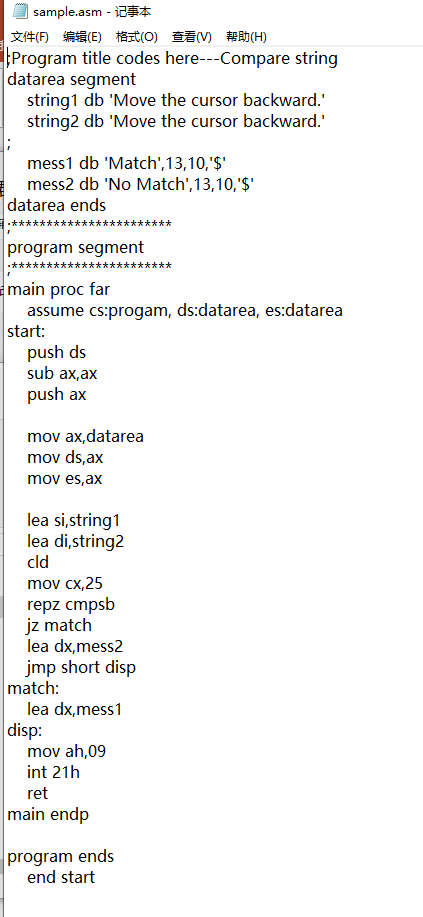 sample.asm - 记事本
文件(F) 编辑(E) 格式(O) 查看(V) 帮助(H)
;Program title codes here---Compare string
datarea segment
    string1 db 'Move the cursor backward.'
    string2 db 'Move the cursor backward.'
;
    mess1 db 'Match',13,10,'$'
    mess2 db 'No Match',13,10,'$'
datarea ends
;***********************
program segment
;***********************
main proc far
    assume cs:progam, ds:datarea, es:datarea
start:
    push ds
    sub ax,ax
    push ax

    mov ax,datarea
    mov ds,ax
    mov es,ax

    lea si,string1
    lea di,string2
    cld
    mov cx,25
    repz cmpsb
    jz match
    lea dx,mess2
    jmp short disp
match:
    lea dx,mess1
disp:
    mov ah,09
    int 21h
    ret
main endp

program ends
    end start